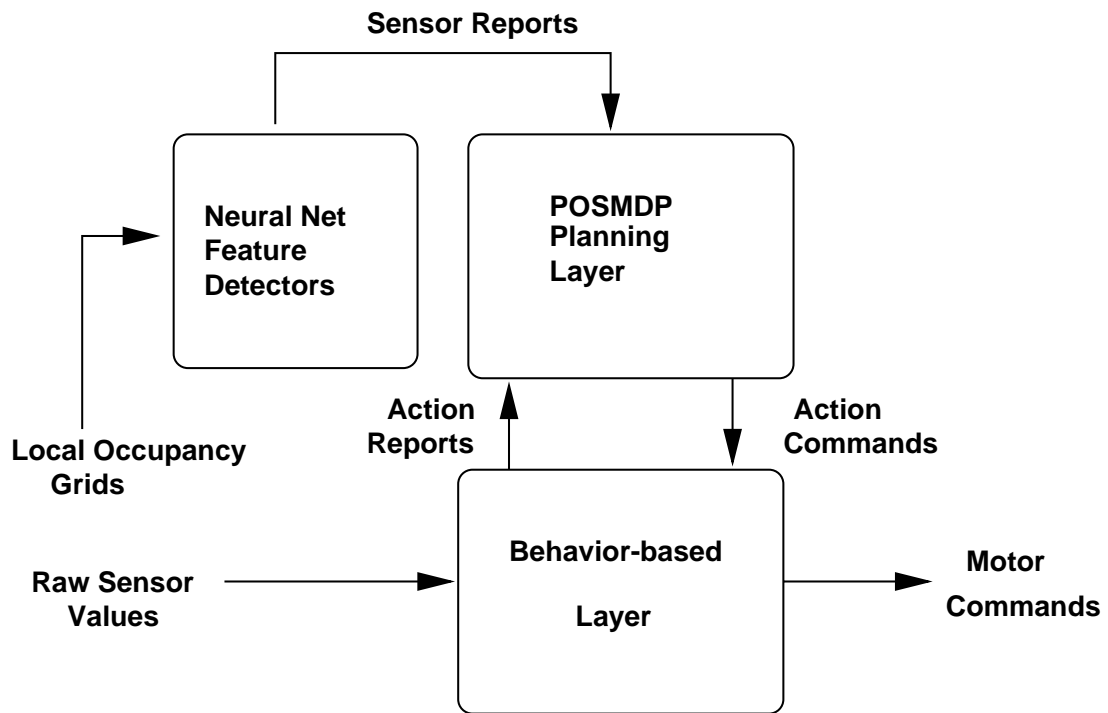 Sensor Reports
Neural Net
Feature
Detectors
POSMDP
Planning
Layer
Action
Reports
Action
Commands
Local Occupancy
Grids
Raw Sensor
Values
Behavior-based
Layer
Motor
Commands